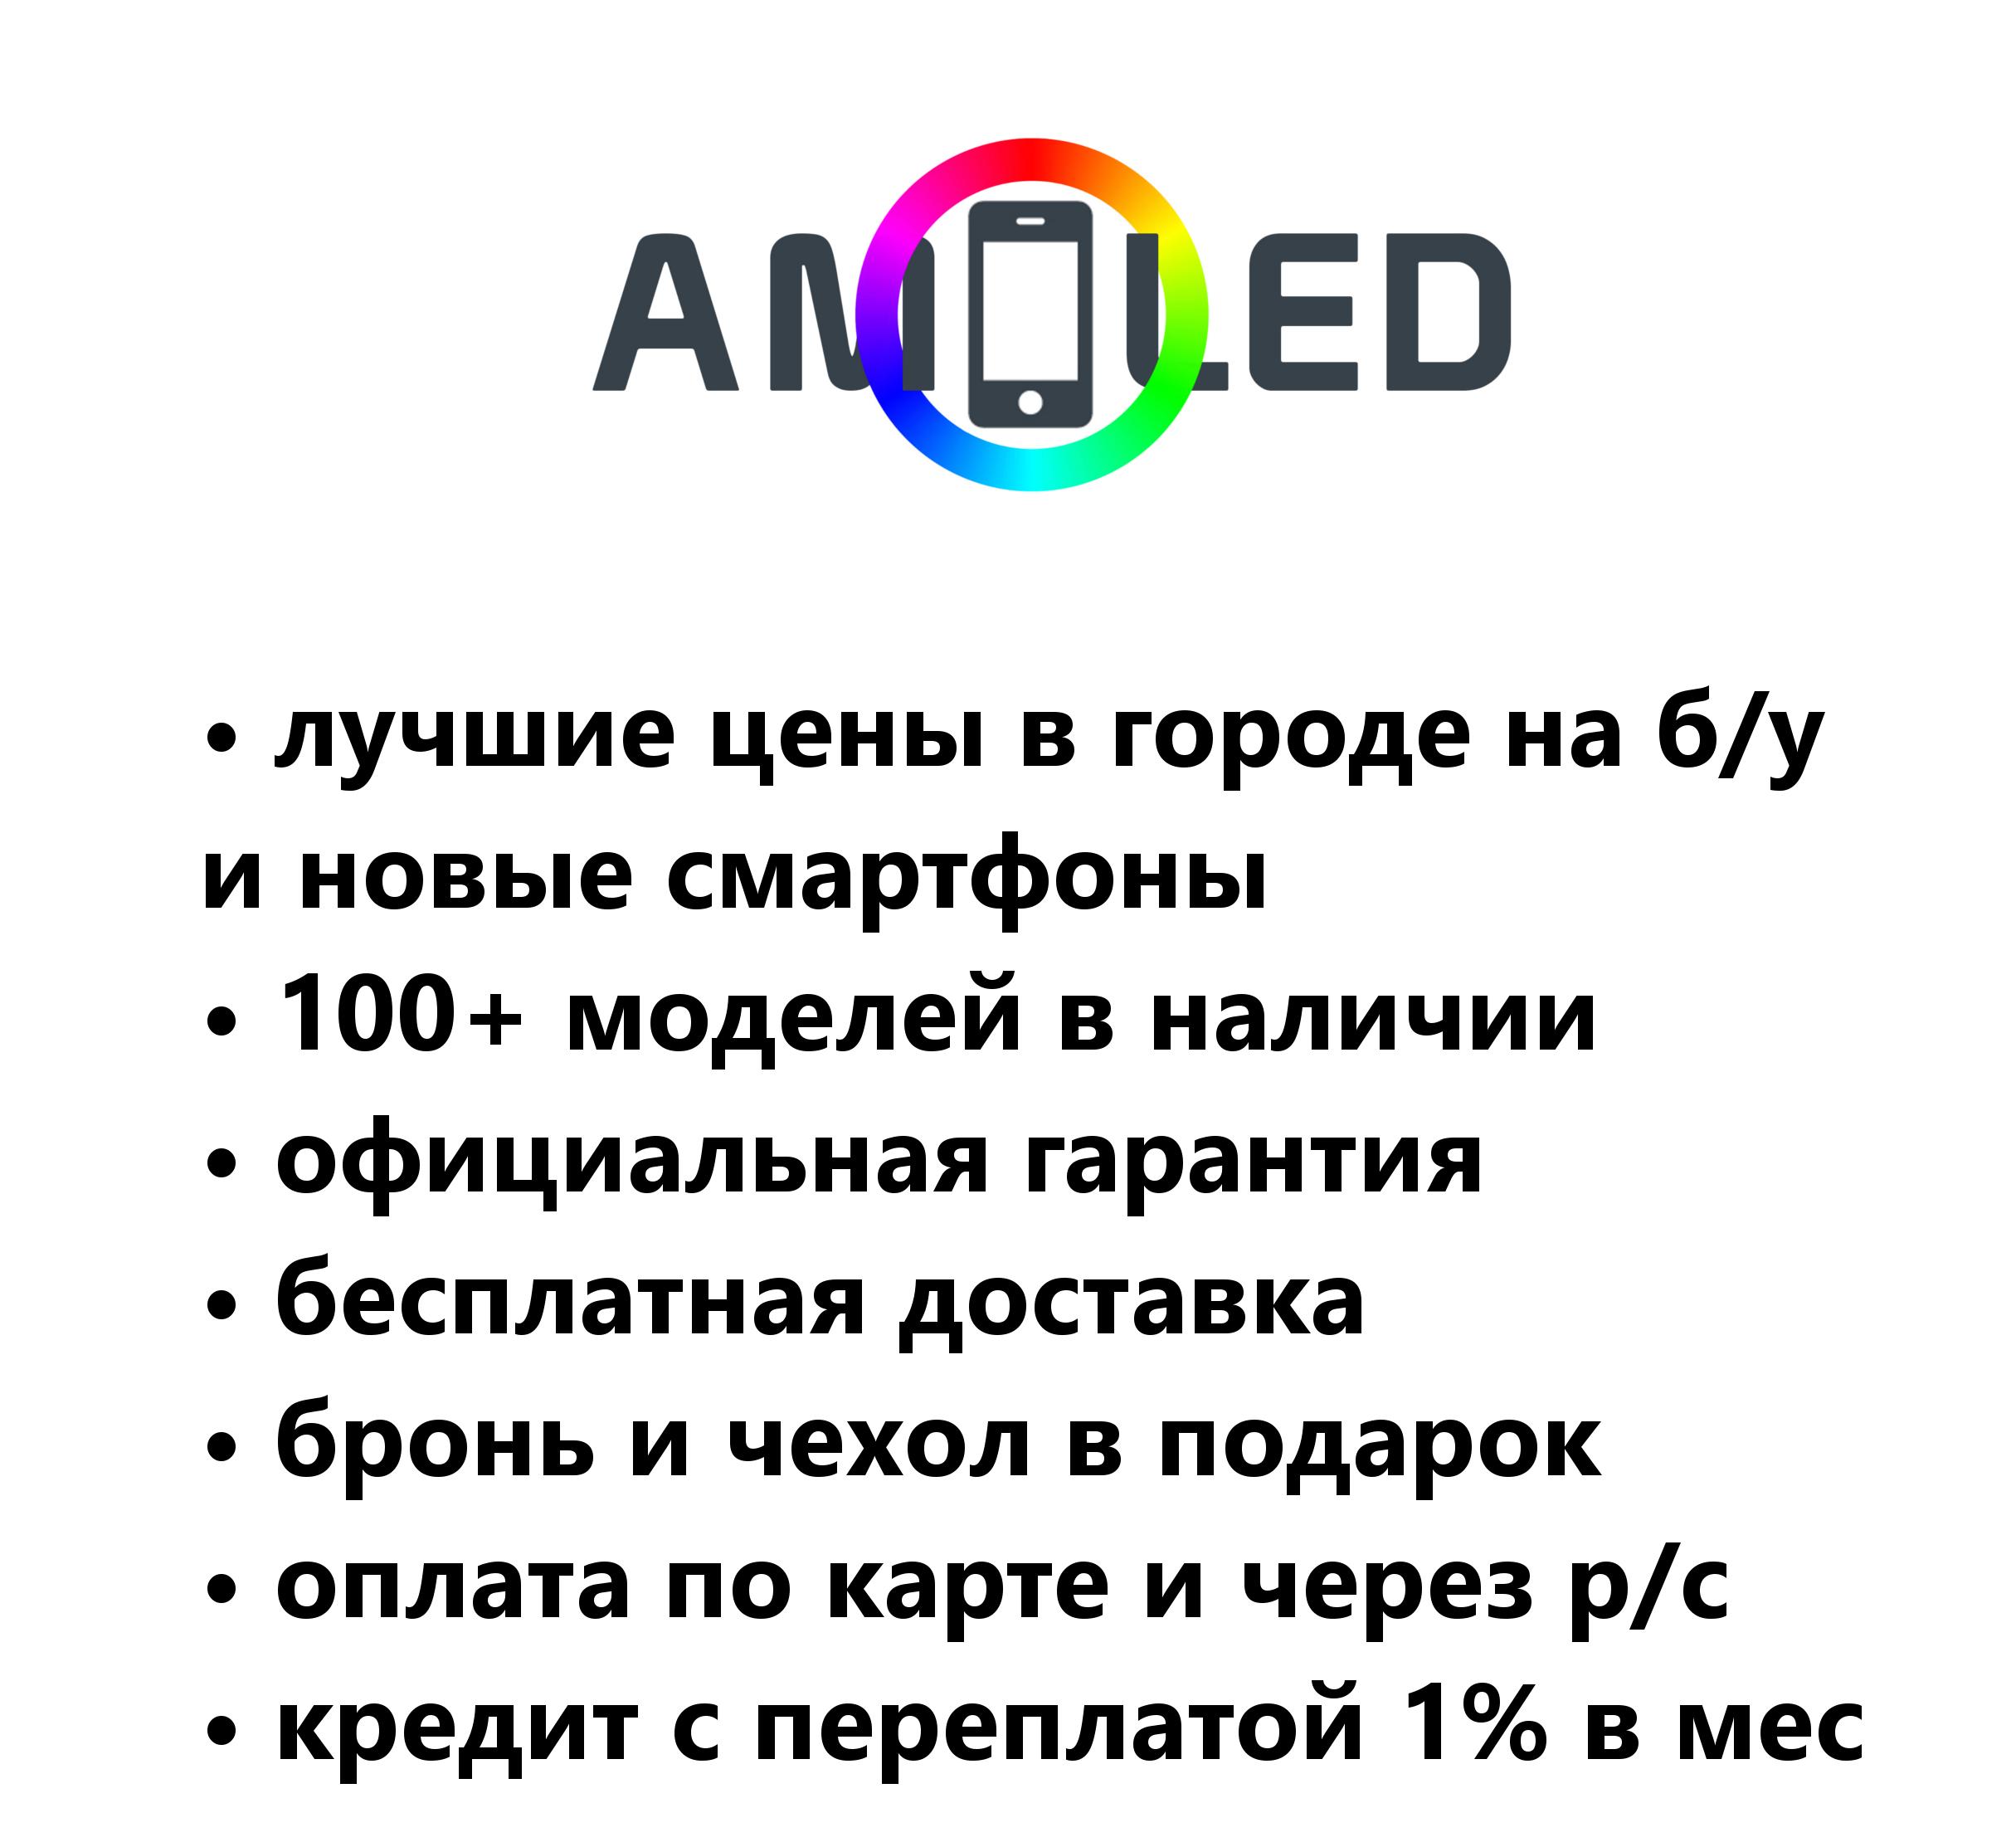 AMOLED
• лучшие цены в городе на б/у
и новые смартфоны
• 100+ моделей в наличии
• официальная гарантия
• бесплатная доставка
• бронь и чехол в подарок
• оплата по карте и через р/с
• кредит с переплатой 1% в мес